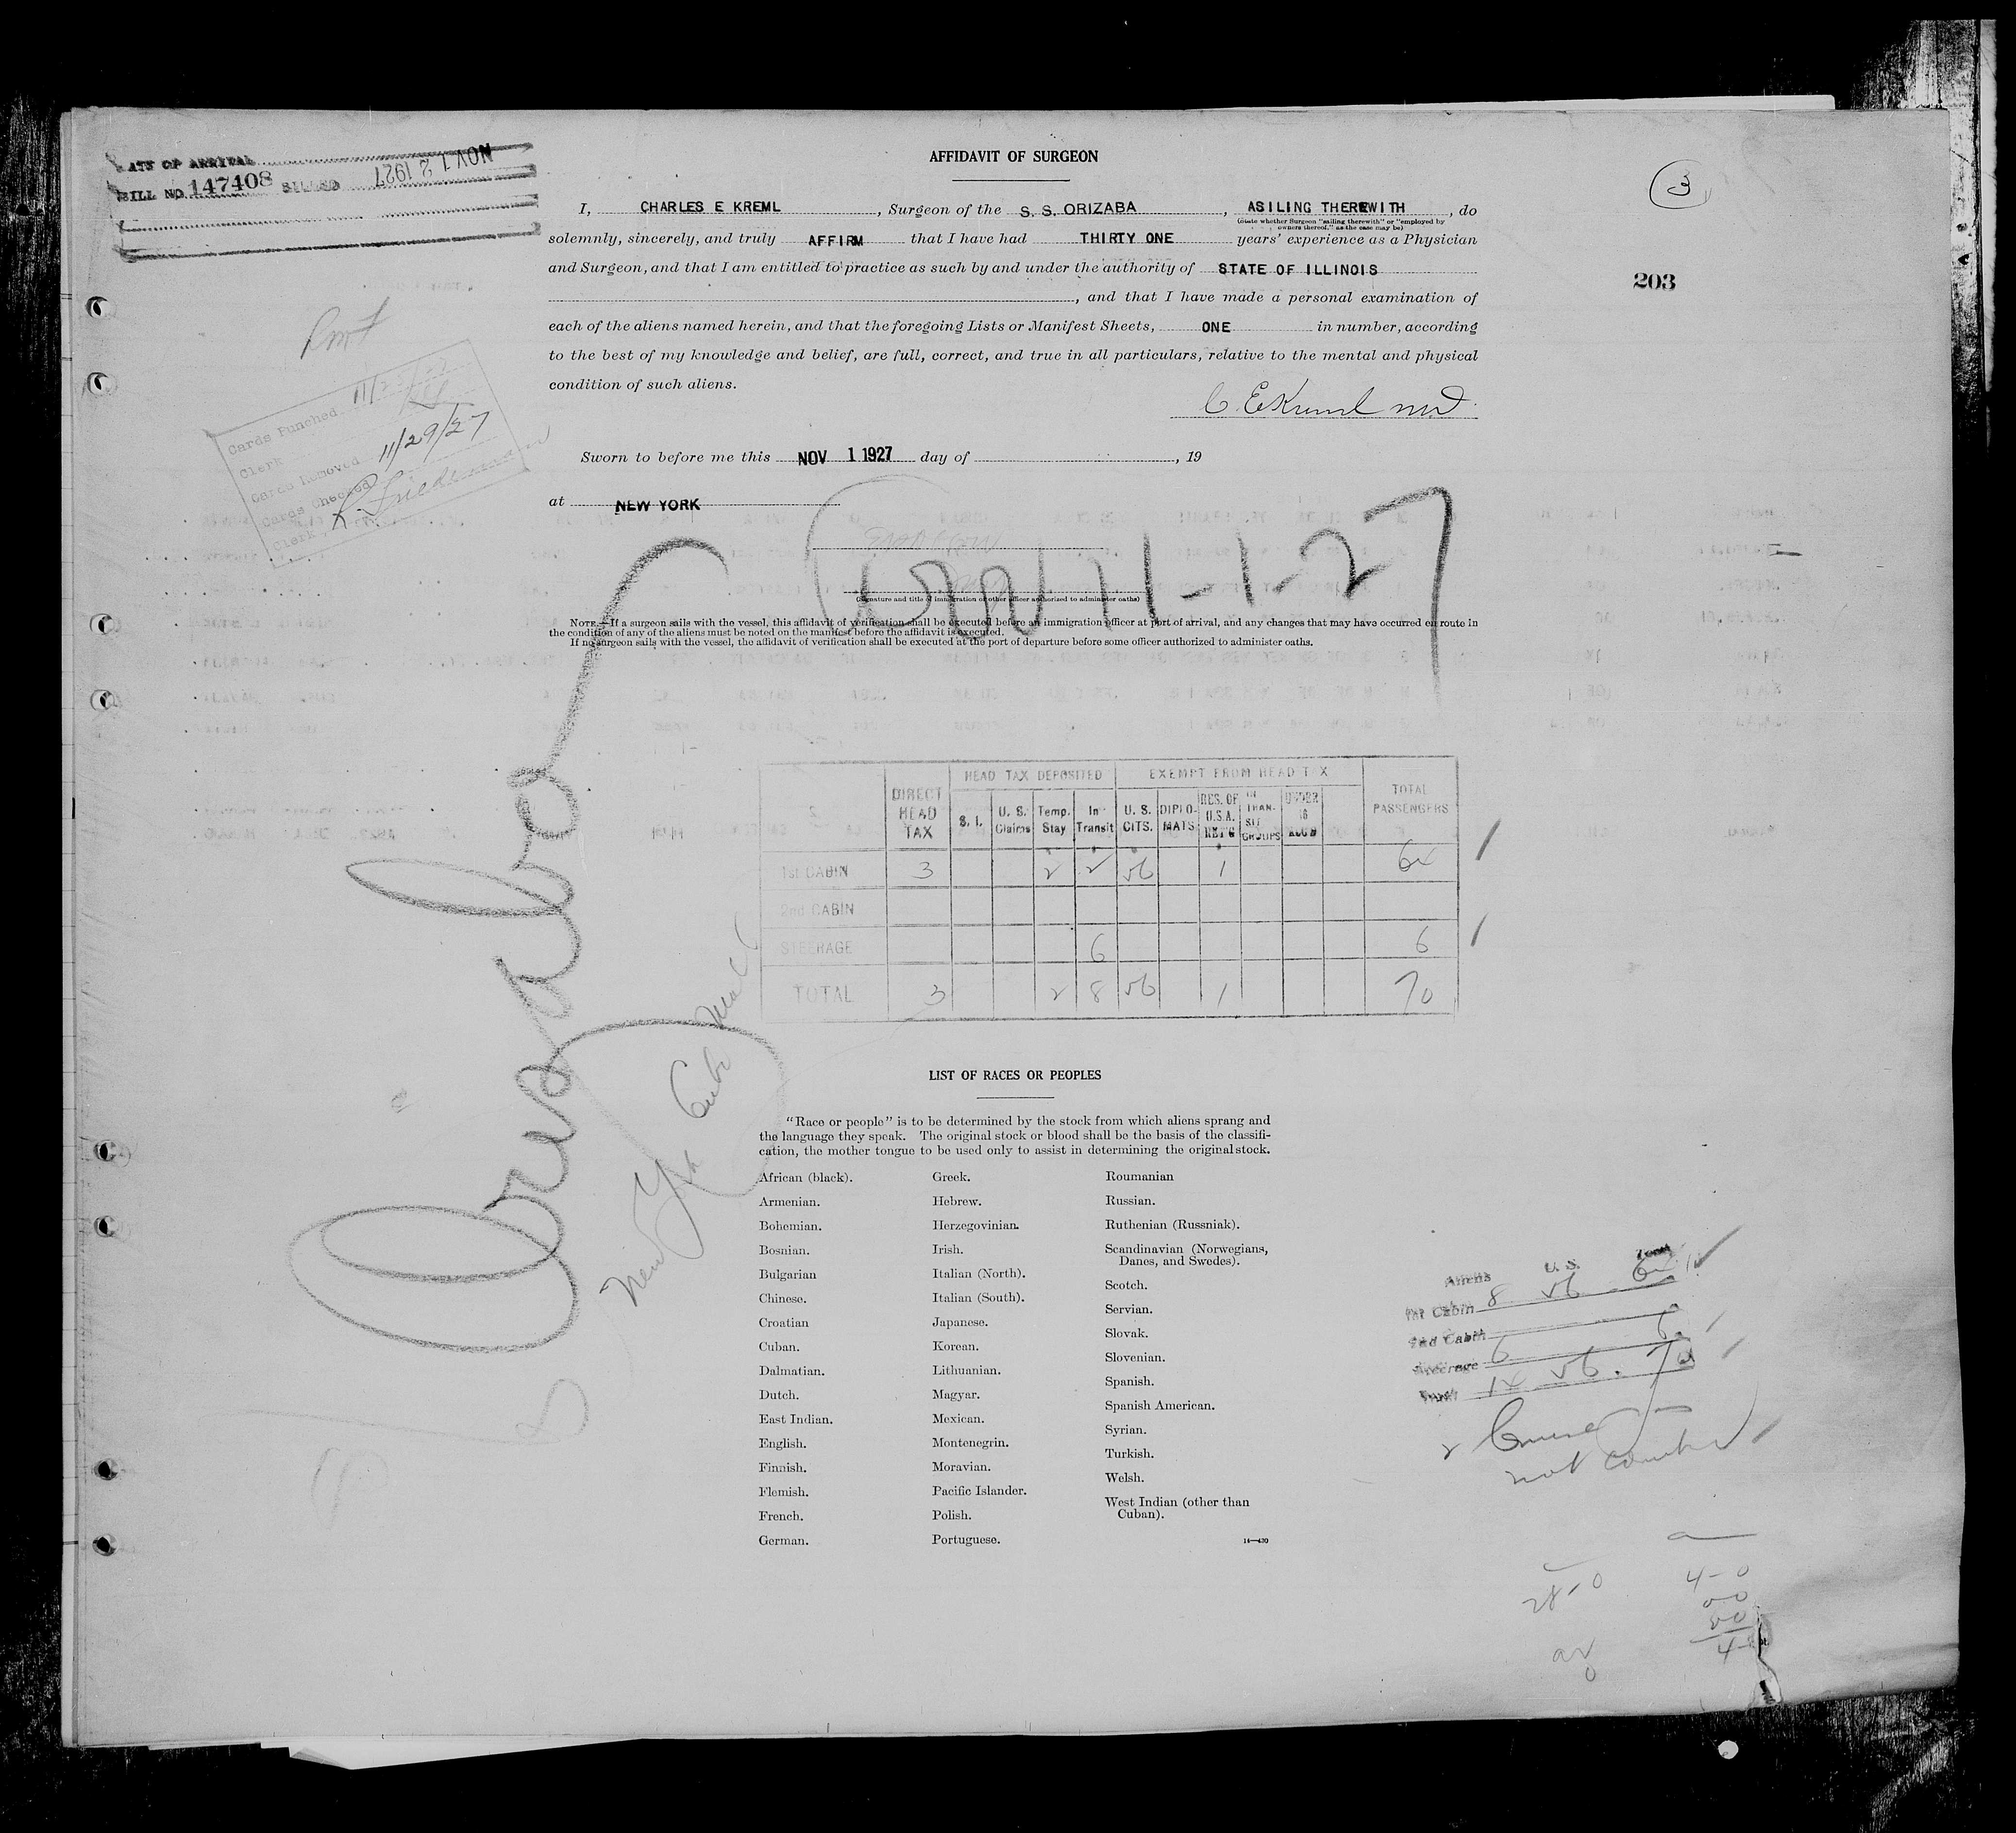 DATE OF ARRIVAL
BILL NO. 147408 BILLED NOV 12 1927
AFFIDAVIT OF SURGEON
3
I, CHARLES E KREML, Surgeon of the S. S. ORIZABA, ASILING THEREWITH, do
(State whether Surgeon "sailing therewith" or "employed by owners thereof," as the case may be)
solemnly, sincerely, and truly AFFIRM that I have had THIRTY ONE years' experience as a Physician
and Surgeon, and that I am entitled to practice as such by and under the authority of STATE OF ILLINOIS
203
, and that I have made a personal examination of
each of the aliens named herein, and that the foregoing Lists or Manifest Sheets, ONE in number, according
to the best of my knowledge and belief, are full, correct, and true in all particulars, relative to the mental and physical
condition of such aliens.
C. E Kreml MD
Cards Punched 11/23/27
Clerk
Cards Removed 11/29/27
Cards Checked
Clerk
Sworn to before me this NOV 1 1927 day of , 19
at NEW YORK
11-1-27
(Signature and title of immigration or other officer authorized to administer oaths)
NOTE.—If a surgeon sails with the vessel, this affidavit of verification shall be executed before an immigration officer at port of arrival, and any changes that may have occurred en route in
the condition of any of the aliens must be noted on the manifest before the affidavit is executed.
If no surgeon sails with the vessel, the affidavit of verification shall be executed at the port of departure before some officer authorized to administer oaths.
Orizaba
New York Cuba Mail
DIRECT HEAD TAX
HEAD TAX DEPOSITED
EXEMPT FROM HEAD TAX
TOTAL PASSENGERS
S. I. U. S. Claims Temp. Stay In Transit U. S. CITS. DIPLO-MATS RES. OF U.S.A. RET'G IN TRAN-SIT GROUPS UNDER 16
1st CABIN 3 2 2 56 1 64
2nd CABIN
STEERAGE 6 6
TOTAL 3 2 8 56 1 70
LIST OF RACES OR PEOPLES
"Race or people" is to be determined by the stock from which aliens sprang and
the language they speak. The original stock or blood shall be the basis of the classifi-
cation, the mother tongue to be used only to assist in determining the original stock.
African (black).
Armenian.
Bohemian.
Bosnian.
Bulgarian
Chinese.
Croatian
Cuban.
Dalmatian.
Dutch.
East Indian.
English.
Finnish.
Flemish.
French.
German.
Greek.
Hebrew.
Herzegovinian.
Irish.
Italian (North).
Italian (South).
Japanese.
Korean.
Lithuanian.
Magyar.
Mexican.
Montenegrin.
Moravian.
Pacific Islander.
Polish.
Portuguese.
Roumanian
Russian.
Ruthenian (Russniak).
Scandinavian (Norwegians,
Danes, and Swedes).
Scotch.
Servian.
Slovak.
Slovenian.
Spanish.
Spanish American.
Syrian.
Turkish.
Welsh.
West Indian (other than
Cuban).
14—430
Aliens U. S. Total
1st Cabin 8 56 64
2nd Cabin
Steerage 6 6
Total 14 56 70
not counted
28-0
4-0
00
00
4-